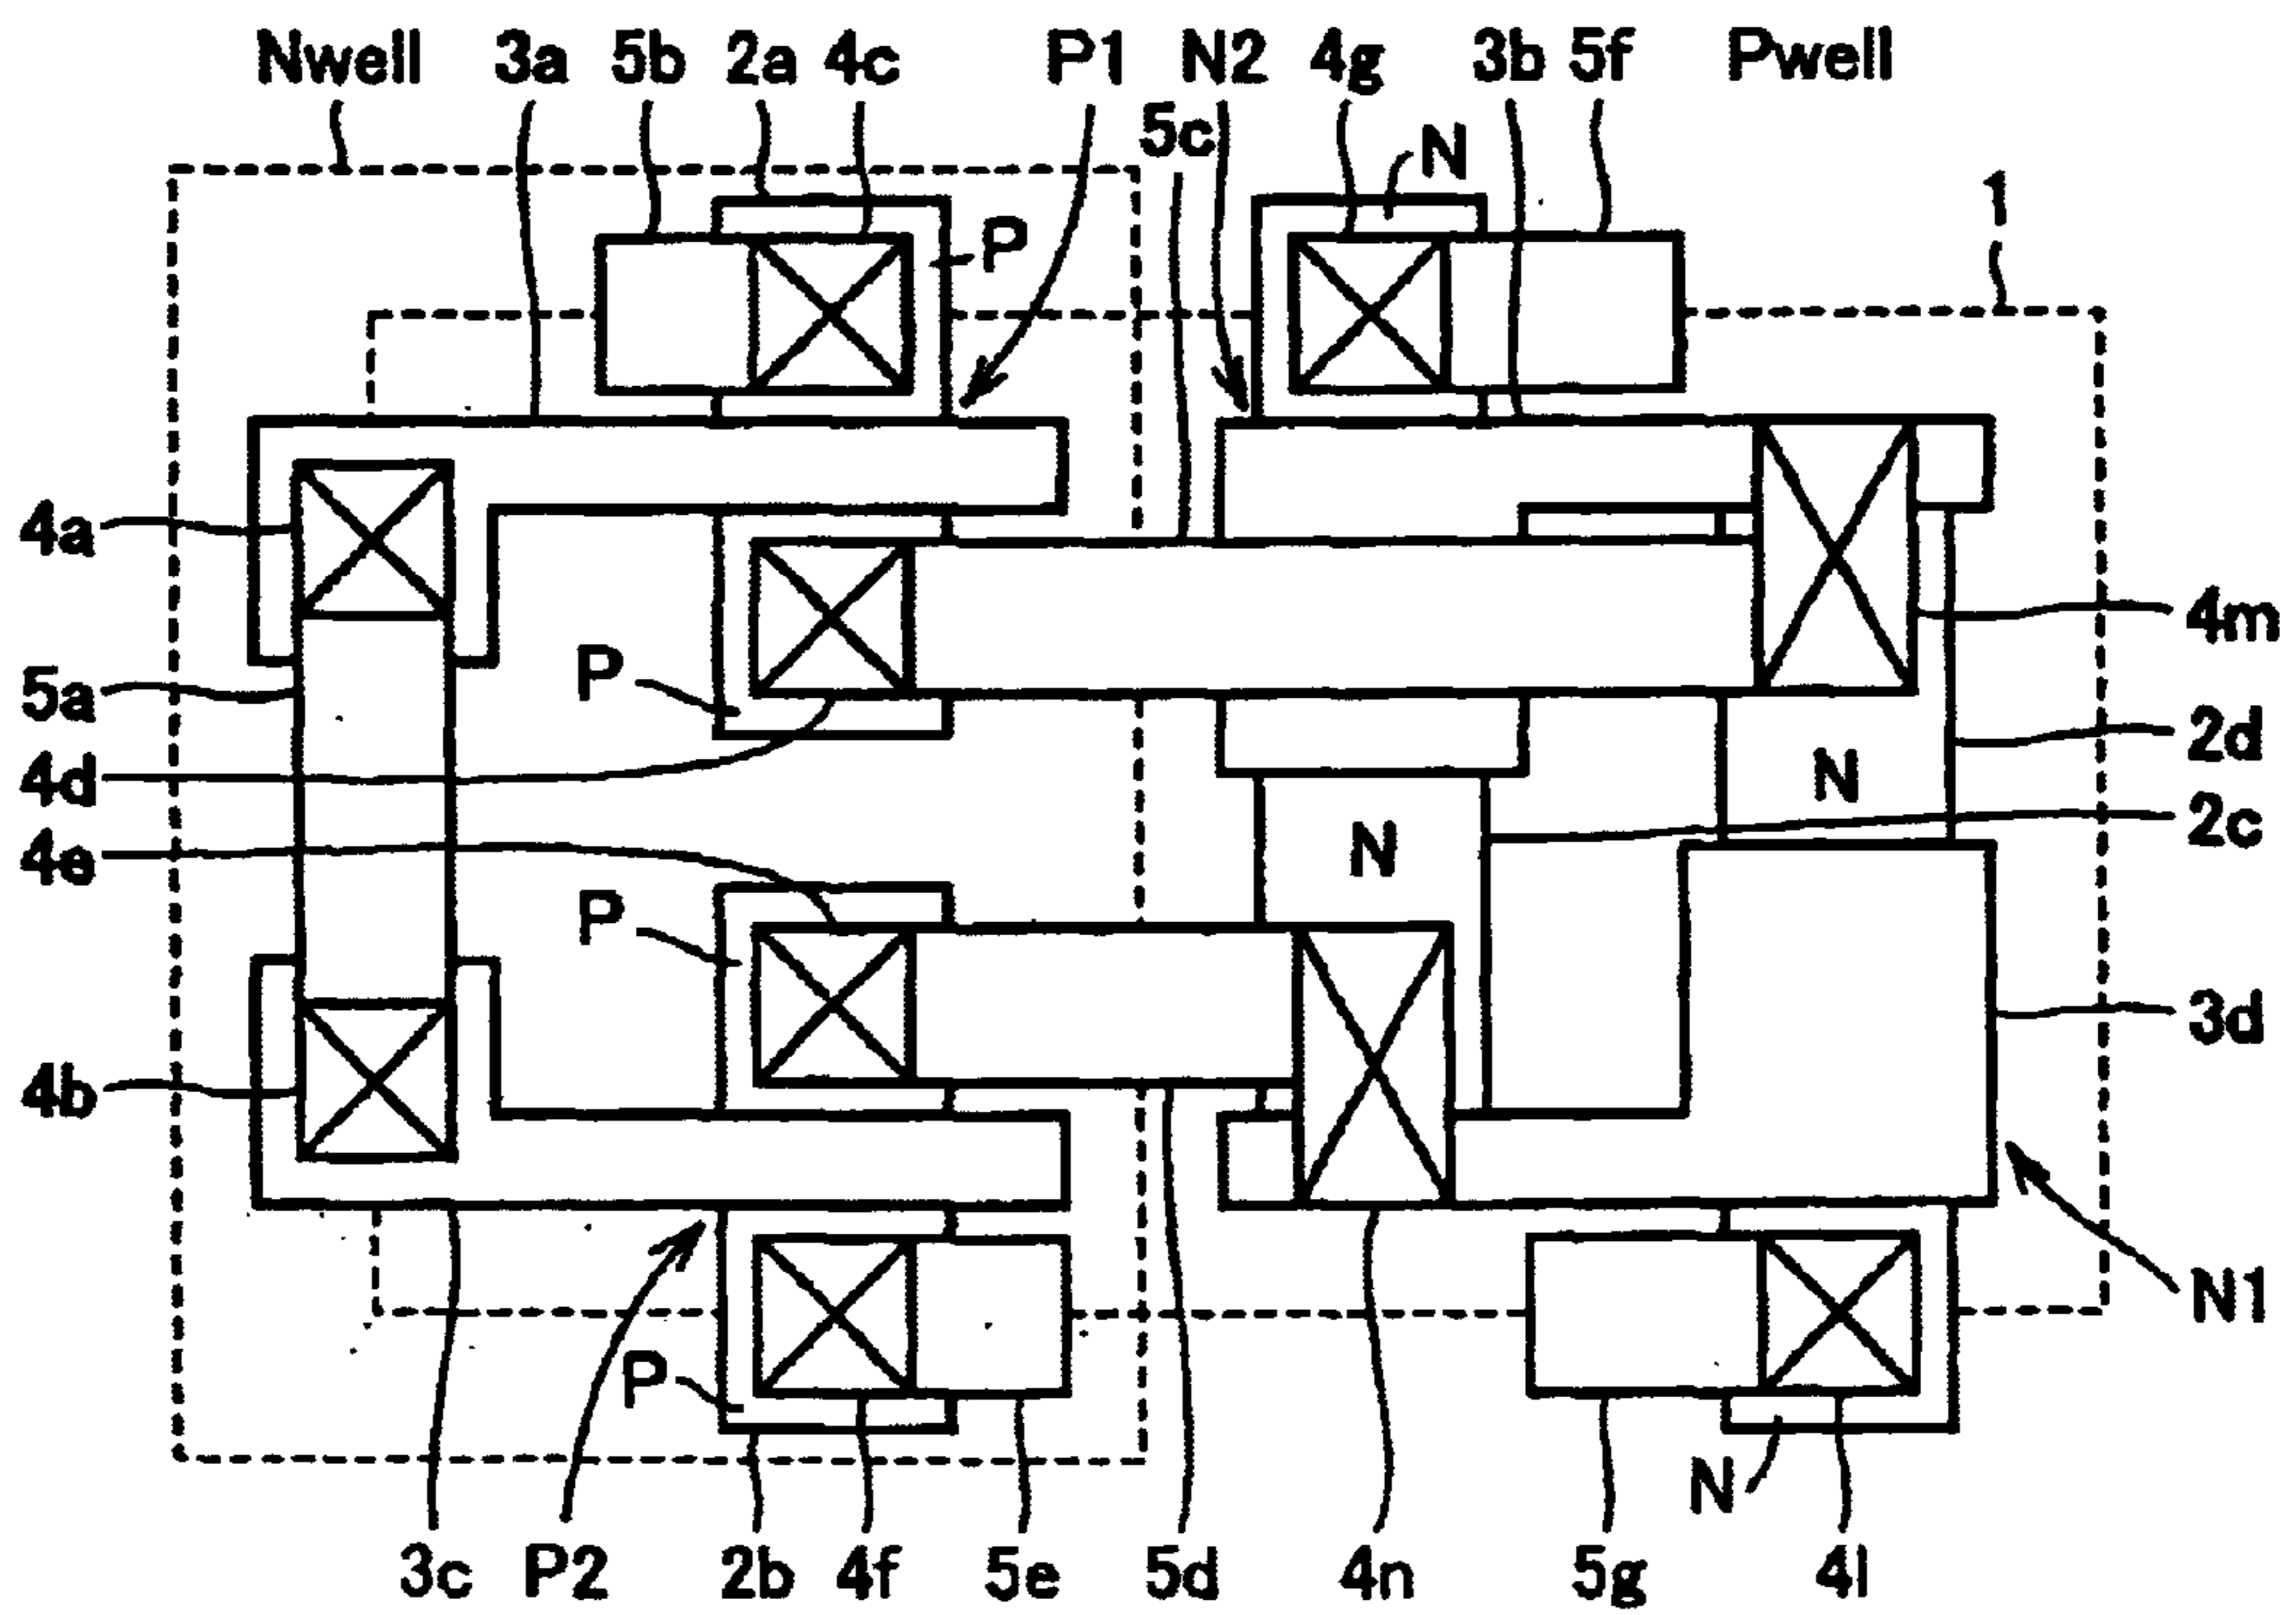 Nwell 3a 5b 2a 4c P1 N2 4g 3b 5f Pwell
5c N
1
P
4a
4m
P
5a
2d
4d
N
2c
4e
N
P
3d
4b
N1
P
N
3c P2 2b 4f 5e 5d 4n 5g 4l